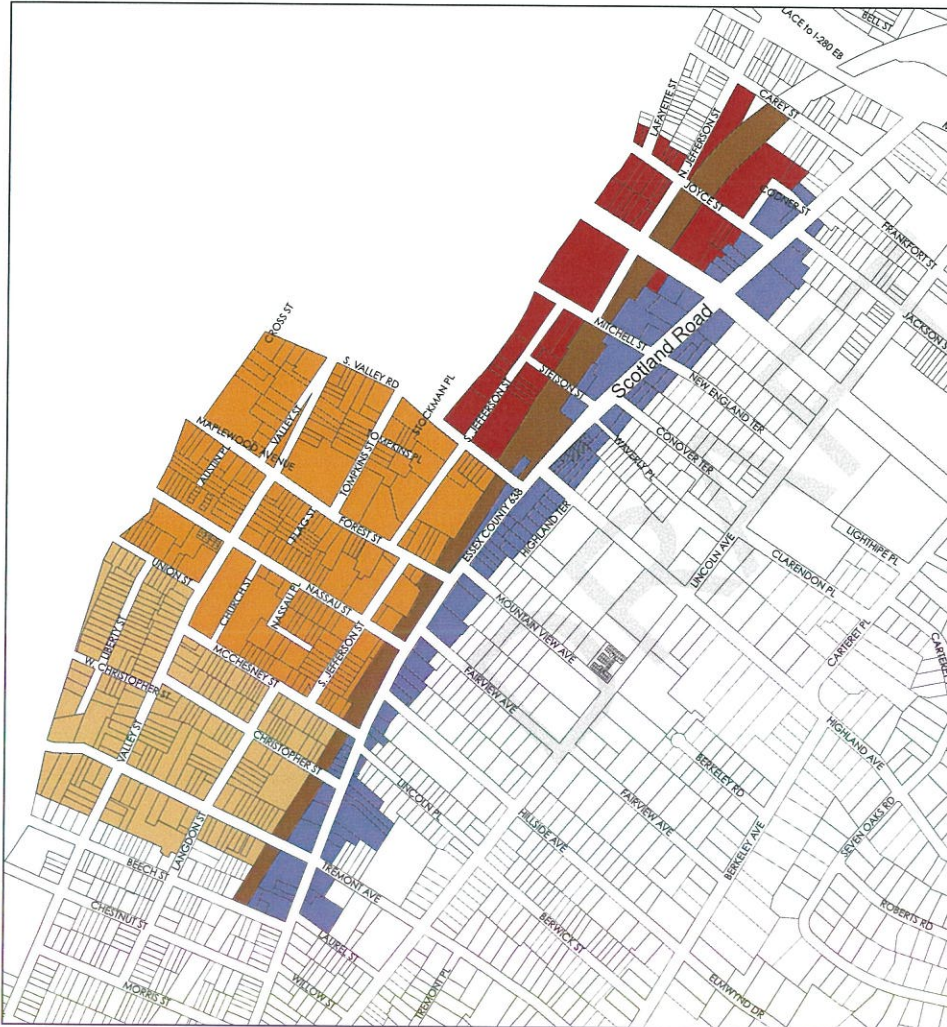 LACE to I-280 EB
BELL ST
CAREY ST
LAFAYETTE ST
N. JEFFERSON ST
JOYCE ST
CODNER ST
FRANKFORT ST
JACKSON S
MITCHELL ST
STETSON ST
Scotland Road
NEW ENGLAND TER
CONOVER TER
WAVERLY PL
CROSS ST
S. VALLEY RD
STOCKMAN PL
S. JEFFERSON ST
TOMPKINS PL
TOMPKINS ST
VALLEY ST
MAPLEWOOD AVENUE
AUSTIN PL
FOREST ST
ESSEX COUNTY 638
HIGHLAND TER
LINCOLN AVE
LIGHTHIPE PL
CLARENDON PL
CARTERET PL
CARTERET
UNION ST
CHURCH ST
NASSAU PL
NASSAU ST
S. JEFFERSON ST
MOUNTAIN VIEW AVE
FAIRVIEW AVE
LIBERTY ST
MCCHESNEY ST
W. CHRISTOPHER ST
CHRISTOPHER ST
HIGHLAND AVE
BERKELEY RD
VALLEY ST
LINCOLN PL
FAIRVIEW AVE
HILLSIDE AVE
BERKELEY AVE
SEVEN OAKS RD
LANGDON ST
BEECH ST
TREMONT AVE
CHESTNUT ST
LAUREL ST
BERWICK ST
ROBERTS RD
MORRIS ST
WILLOW ST
TREMONT PL
ELMWYND DR